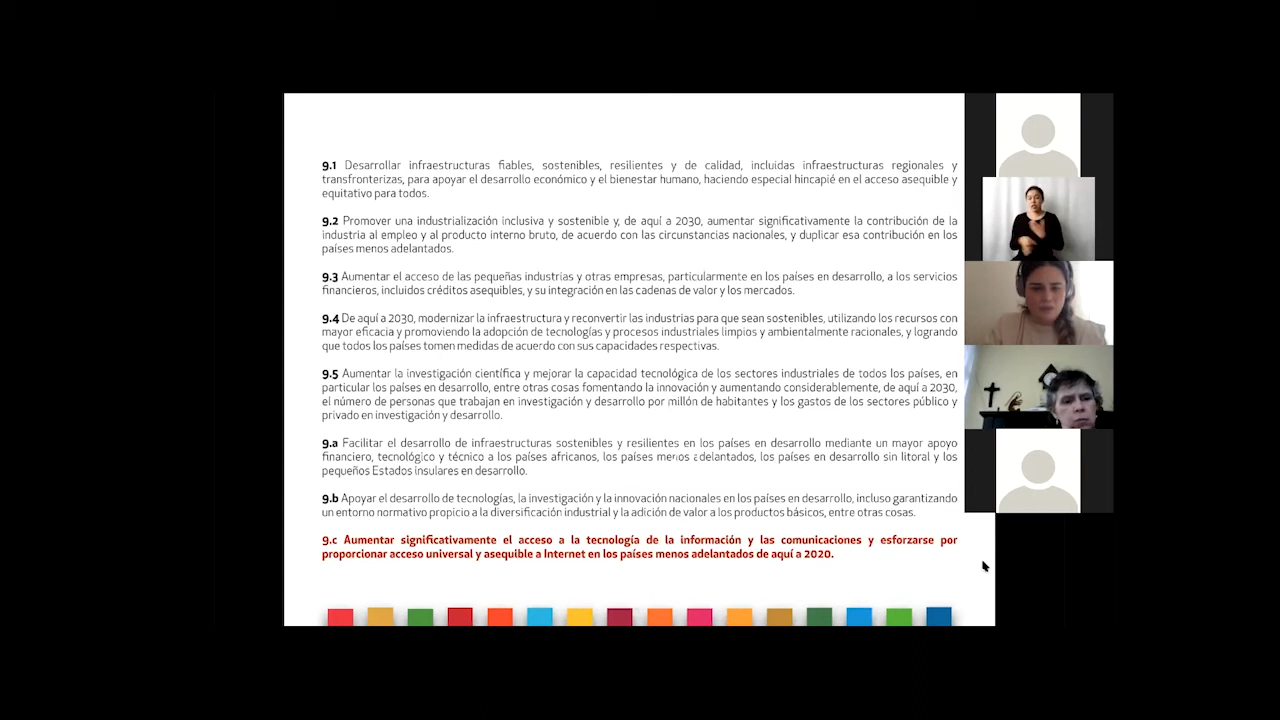 9.1 Desarrollar infraestructuras fiables, sostenibles, resilientes y de calidad, incluidas infraestructuras regionales y
transfronterizas, para apoyar el desarrollo económico y el bienestar humano, haciendo especial hincapié en el acceso asequible y
equitativo para todos.
9.2 Promover una industrialización inclusiva y sostenible y, de aquí a 2030, aumentar significativamente la contribución de la
industria al empleo y al producto interno bruto, de acuerdo con las circunstancias nacionales, y duplicar esa contribución en los
países menos adelantados.
9.3 Aumentar el acceso de las pequeñas industrias y otras empresas, particularmente en los países en desarrollo, a los servicios
financieros, incluidos créditos asequibles, y su integración en las cadenas de valor y los mercados.
9.4 De aquí a 2030, modernizar la infraestructura y reconvertir las industrias para que sean sostenibles, utilizando los recursos con
mayor eficacia y promoviendo la adopción de tecnologías y procesos industriales limpios y ambientalmente racionales, y logrando
que todos los países tomen medidas de acuerdo con sus capacidades respectivas.
9.5 Aumentar la investigación científica y mejorar la capacidad tecnológica de los sectores industriales de todos los países, en
particular los países en desarrollo, entre otras cosas fomentando la innovación y aumentando considerablemente, de aquí a 2030,
el número de personas que trabajan en investigación y desarrollo por millón de habitantes y los gastos de los sectores público y
privado en investigación y desarrollo.
9.a Facilitar el desarrollo de infraestructuras sostenibles y resilientes en los países en desarrollo mediante un mayor apoyo
financiero, tecnológico y técnico a los países africanos, los países menos adelantados, los países en desarrollo sin litoral y los
pequeños Estados insulares en desarrollo.
9.b Apoyar el desarrollo de tecnologías, la investigación y la innovación nacionales en los países en desarrollo, incluso garantizando
un entorno normativo propicio a la diversificación industrial y la adición de valor a los productos básicos, entre otras cosas.
9.c Aumentar significativamente el acceso a la tecnología de la información y las comunicaciones y esforzarse por
proporcionar acceso universal y asequible a Internet en los países menos adelantados de aquí a 2020.